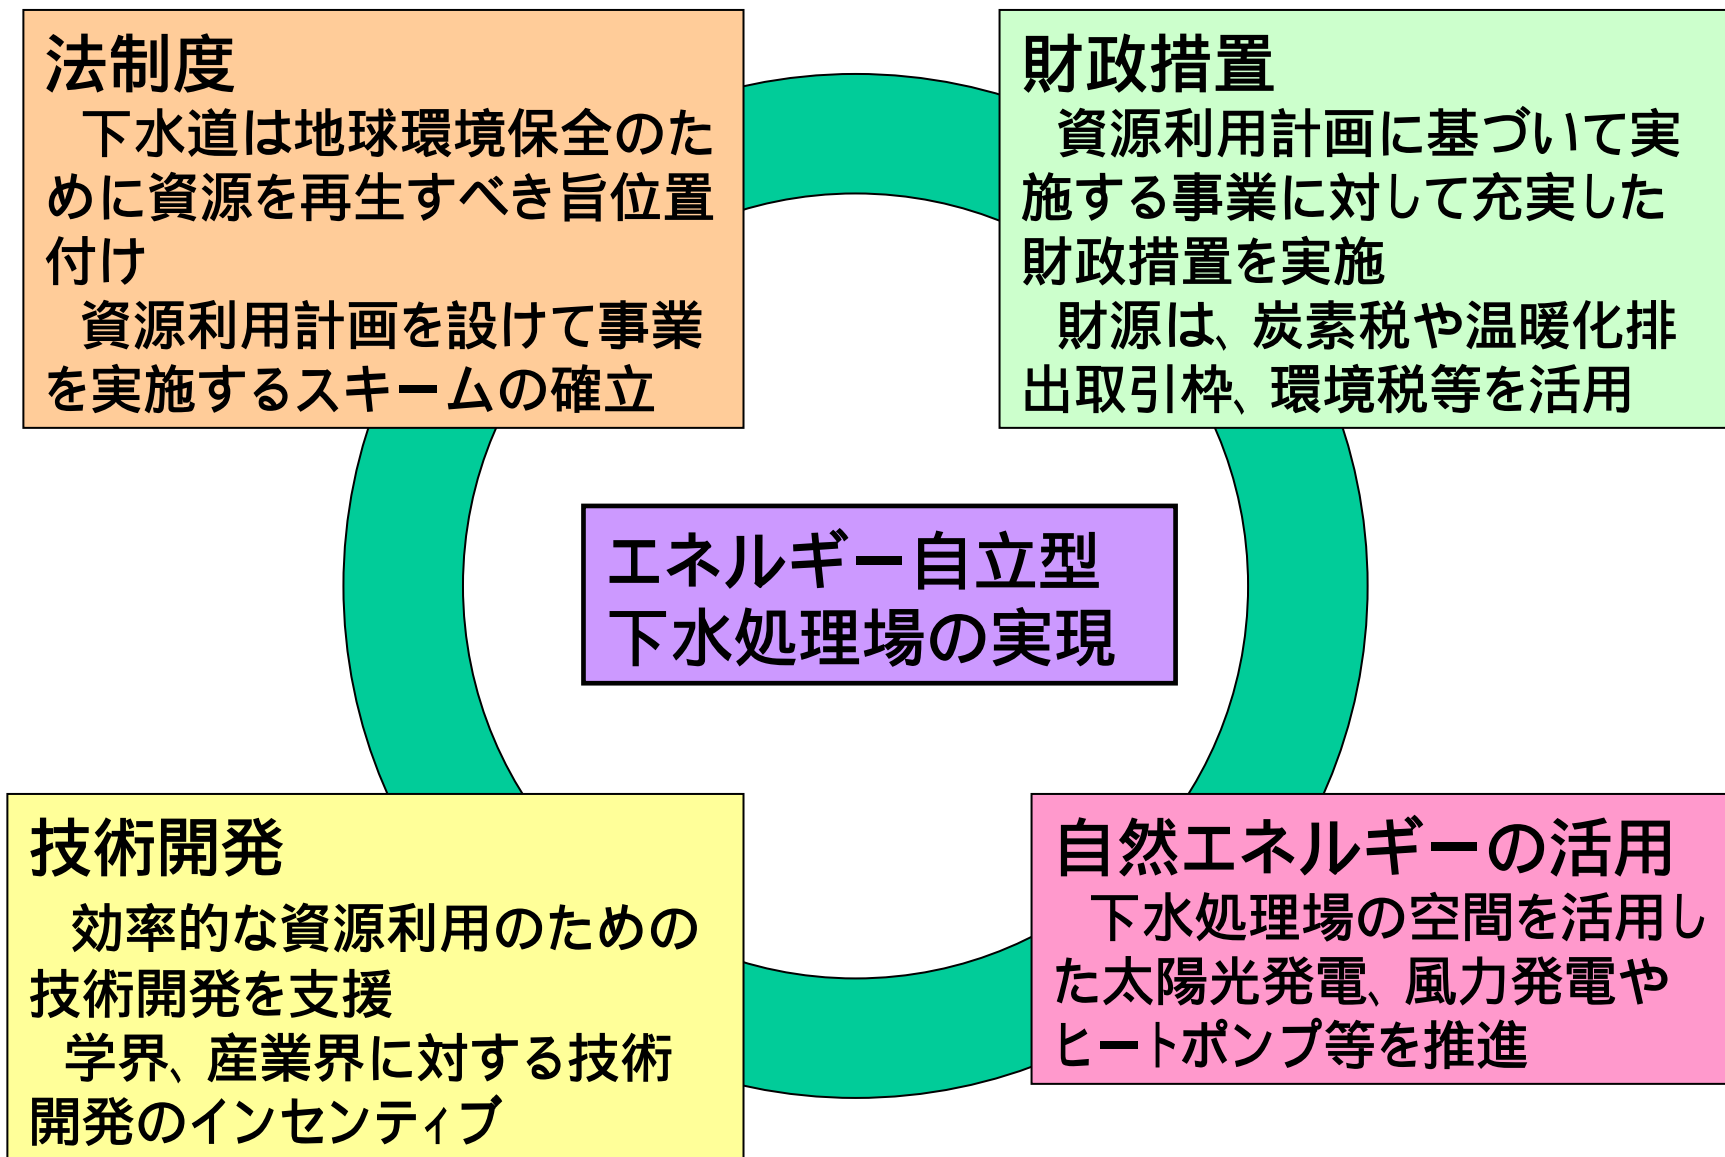 法制度
下水道は地球環境保全のた
めに資源を再生すべき旨位置
付け
資源利用計画を設けて事業
を実施するスキームの確立
財政措置
資源利用計画に基づいて実
施する事業に対して充実した
財政措置を実施
財源は、炭素税や温暖化排
出取引枠、環境税等を活用
エネルギー自立型
下水処理場の実現
技術開発
効率的な資源利用のための
技術開発を支援
学界、産業界に対する技術
開発のインセンティブ
自然エネルギーの活用
下水処理場の空間を活用し
た太陽光発電、風力発電や
ヒートポンプ等を推進